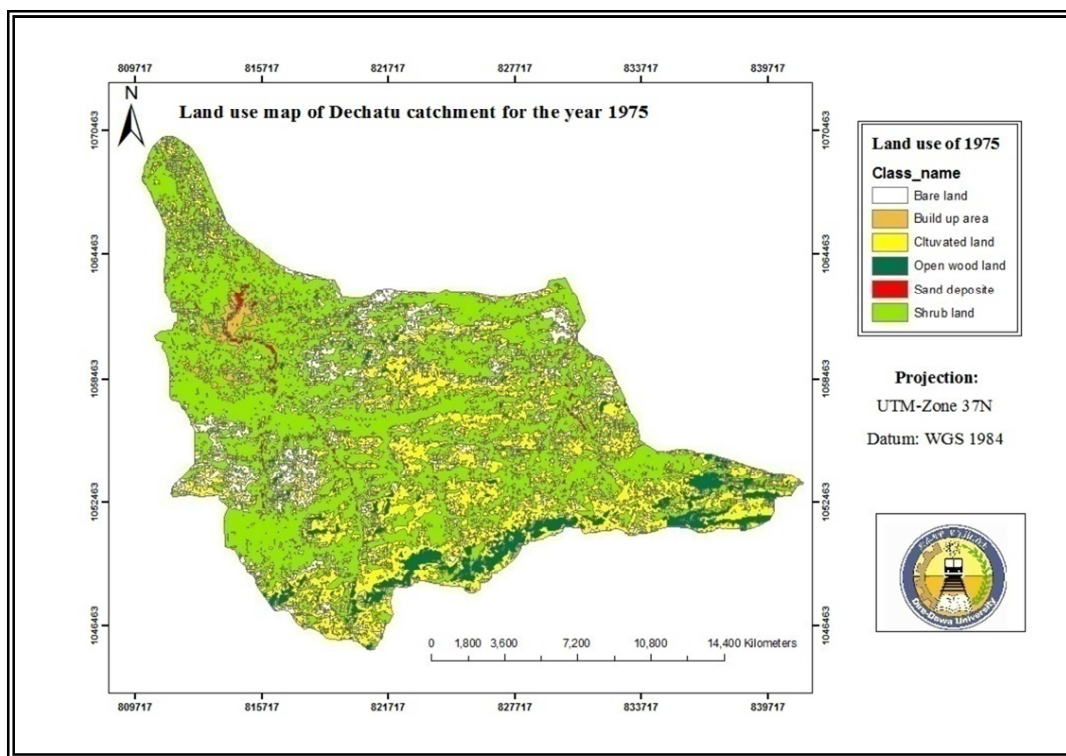 809717 815717 821717 827717 833717 839717
N
Land use map of Dechatu catchment for the year 1975
1070463 1070463
1064463 1064463
1058463 1058463
1052463 1052463
1046463 1046463
0 1,800 3,600 7,200 10,800 14,400 Kilometers
809717 815717 821717 827717 833717 839717
Land use of 1975
Class_name
Bare land
Build up area
Cltuvated land
Open wood land
Sand deposite
Shrub land
Projection:
UTM-Zone 37N
Datum: WGS 1984
Dire-Dawa University